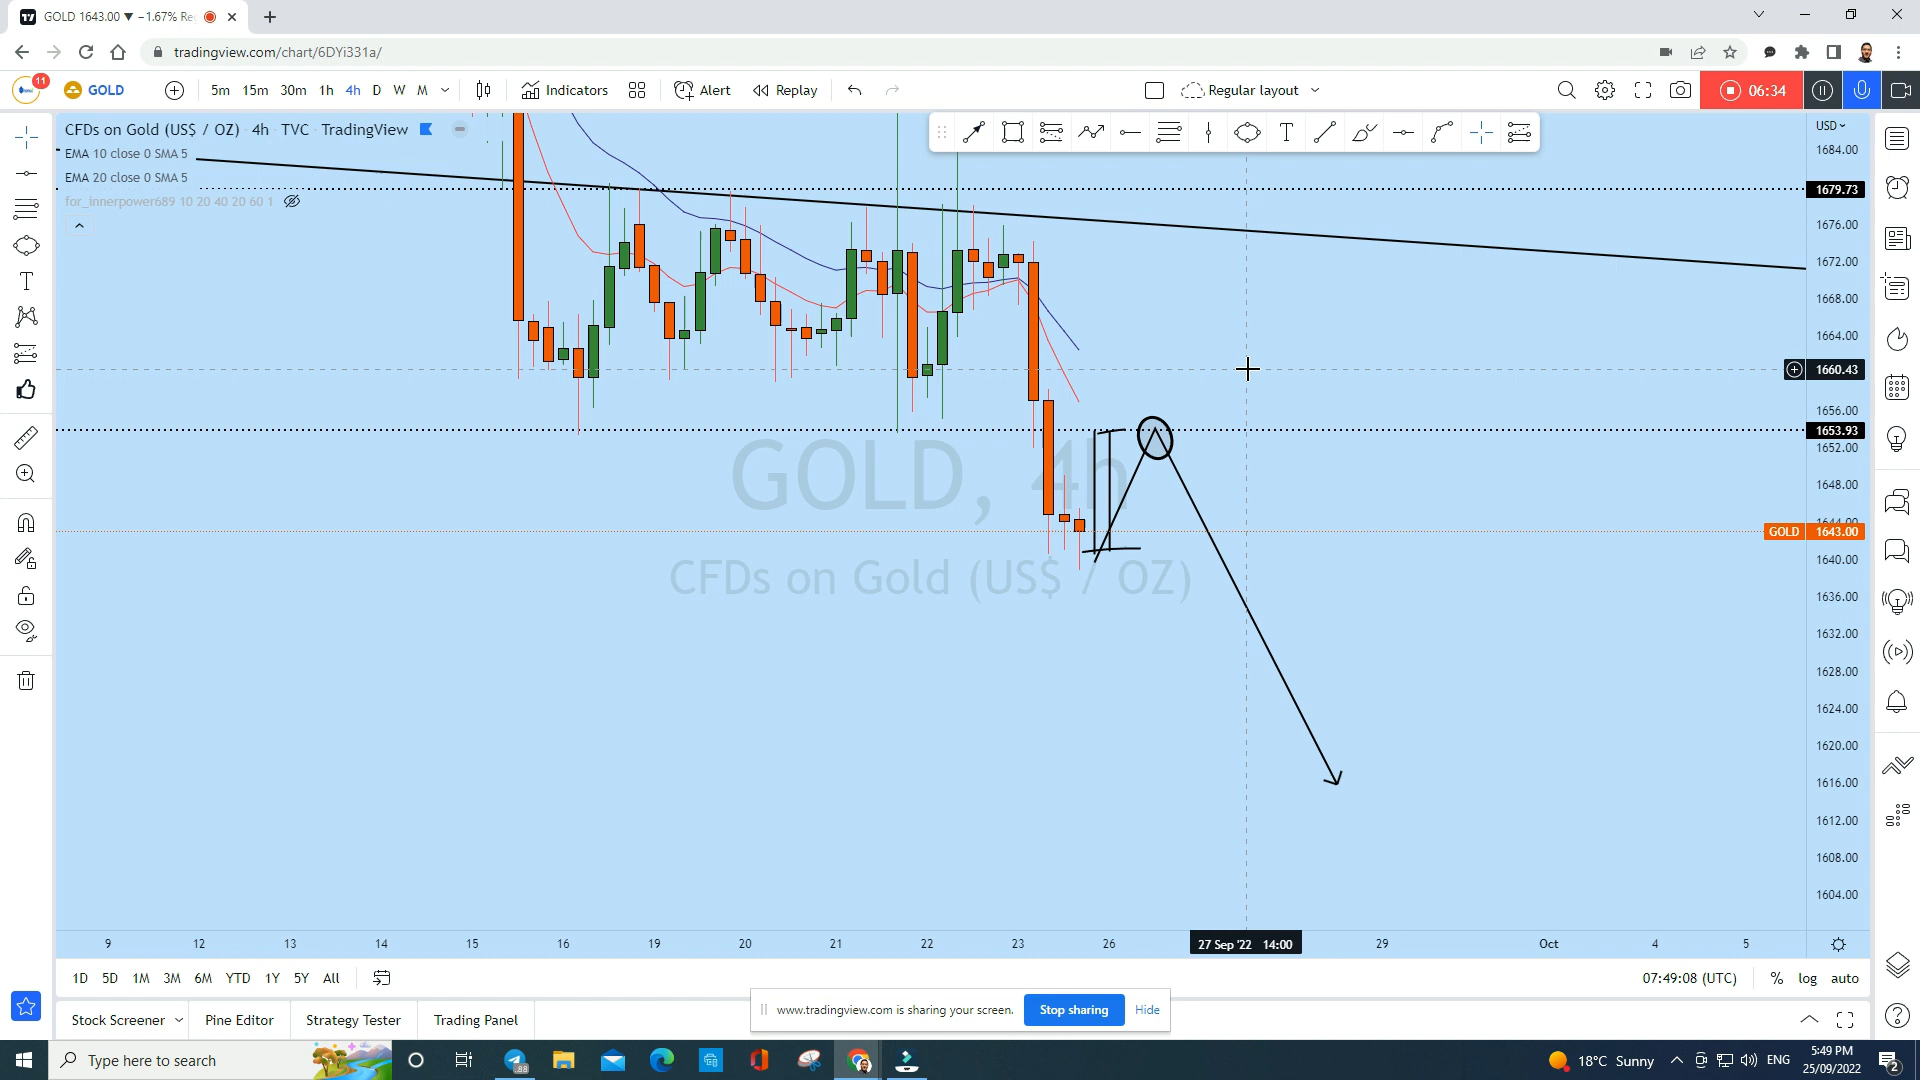 GOLD 1643.00 ▼ −1.67% Re
tradingview.com/chart/6DYi331a/
11
GOLD
5m 15m 30m 1h 4h D W M
Indicators
Alert
Replay
Regular layout
06:34
CFDs on Gold (US$ / OZ) 4h TVC TradingView
EMA 10 close 0 SMA 5
EMA 20 close 0 SMA 5
for_innerpower689 10 20 40 20 60 1
USD
1684.00
1679.73
1676.00
1672.00
1668.00
1664.00
1660.43
1656.00
1653.93
1652.00
1648.00
1644.00
GOLD 1643.00
1640.00
1636.00
1632.00
1628.00
1624.00
1620.00
1616.00
1612.00
1608.00
1604.00
GOLD, 4h
CFDs on Gold (US$ / OZ)
9 12 13 14 15 16 19 20 21 22 23 26 27 Sep '22 14:00 29 Oct 4 5
1D 5D 1M 3M 6M YTD 1Y 5Y All
07:49:08 (UTC) % log auto
Stock Screener Pine Editor Strategy Tester Trading Panel
www.tradingview.com is sharing your screen. Stop sharing Hide
Type here to search
88
18°C Sunny
ENG
5:49 PM
25/09/2022
2